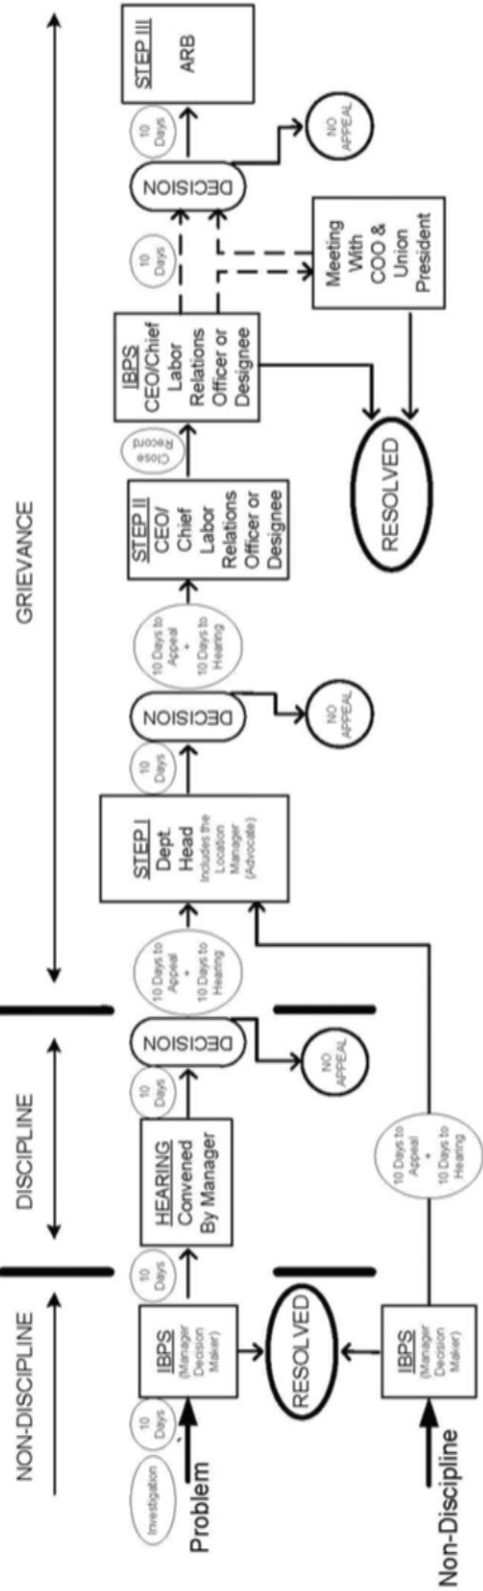 NON-DISCIPLINE
DISCIPLINE
GRIEVANCE
Investigation
10
Days
Problem
IBPS
(Manager
Decision
Maker)
10
Days
HEARING
Convened
By Manager
10
Days
DECISION
NO
APPEAL
10 Days to
Appeal
+
10 Days to
Hearing
STEP I
Dept.
Head
Includes the
Location
Manager
(Advocate)
10
Days
DECISION
NO
APPEAL
10 Days to
Appeal
+
10 Days to
Hearing
STEP II
CEO/
Chief
Labor
Relations
Officer or
Designee
Close
Record
IBPS
CEO/Chief
Labor
Relations
Officer or
Designee
10
Days
DECISION
NO
APPEAL
10
Days
STEP III
ARB
Meeting
With
COO &
Union
President
RESOLVED
RESOLVED
Non-Discipline
IBPS
(Manager
Decision
Maker)
10 Days to
Appeal
+
10 Days to
Hearing